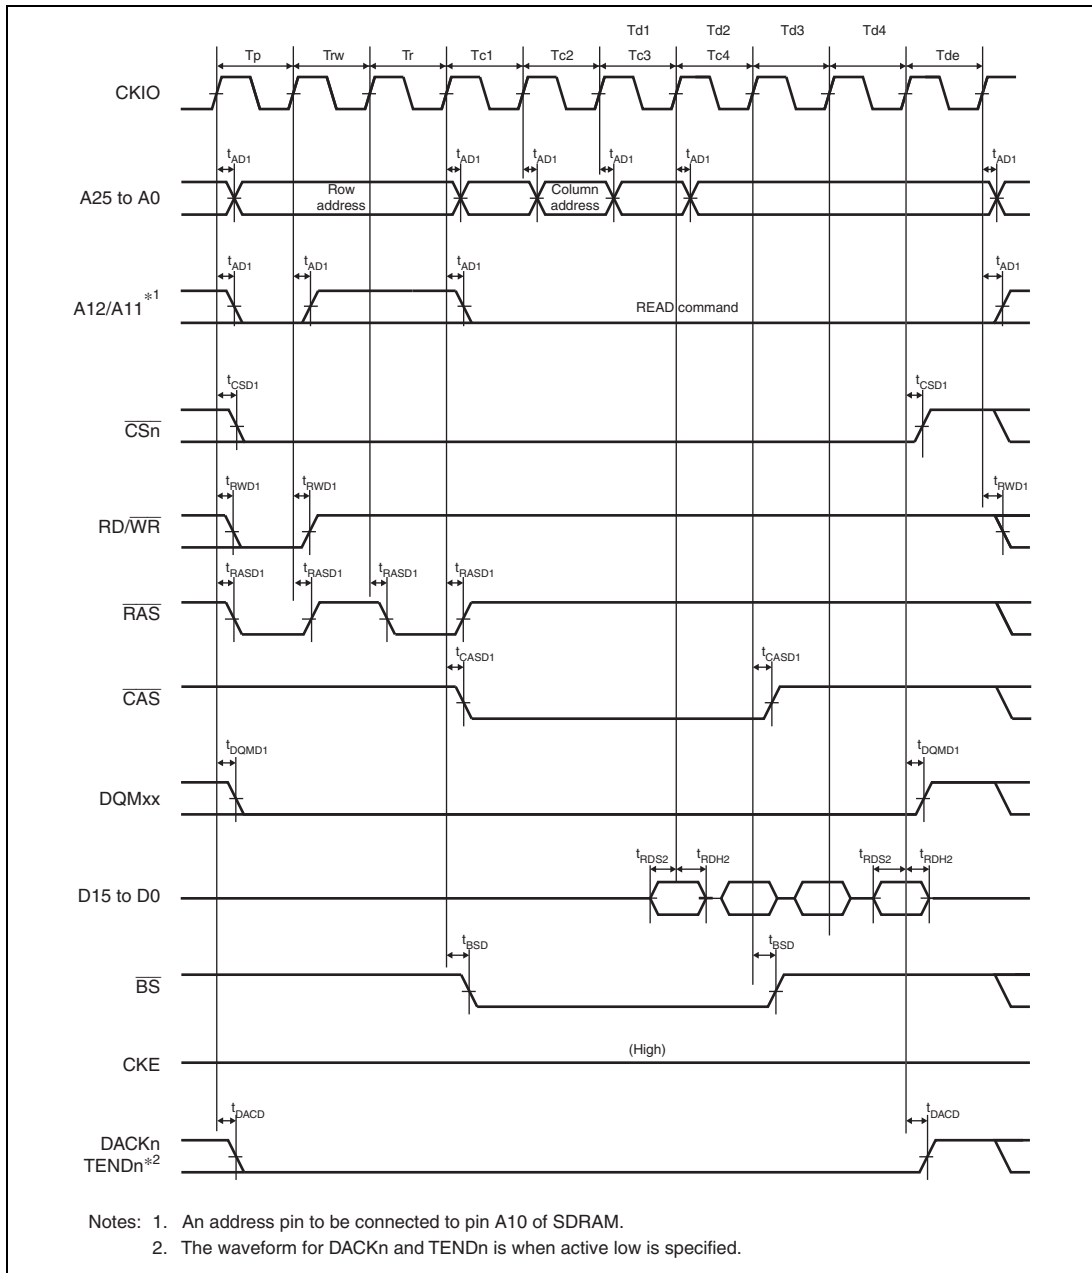 Td1 Td2 Td3 Td4
Tp Trw Tr Tc1 Tc2 Tc3 Tc4 Tde
CKIO
tAD1 tAD1 tAD1 tAD1 tAD1 tAD1
A25 to A0
Row address
Column address
tAD1 tAD1 tAD1 tAD1
A12/A11*1
READ command
tCSD1 tCSD1
CSn
tRWD1 tRWD1 tRWD1
RD/WR
tRASD1 tRASD1 tRASD1 tRASD1
RAS
tCASD1 tCASD1
CAS
tDQMD1 tDQMD1
DQMxx
tRDS2 tRDH2 tRDS2 tRDH2
D15 to D0
tBSD tBSD
BS
(High)
CKE
tDACD tDACD
DACKn
TENDn*2
Notes: 1. An address pin to be connected to pin A10 of SDRAM.
2. The waveform for DACKn and TENDn is when active low is specified.